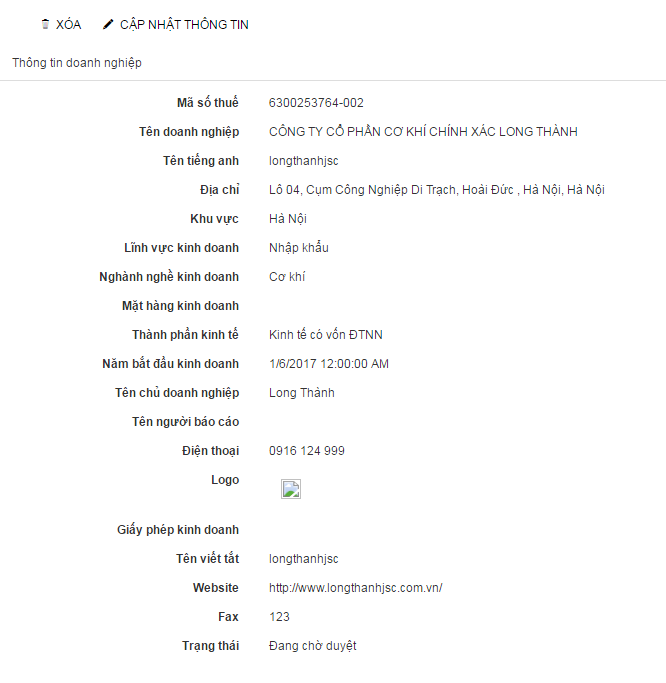 XÓA CẬP NHẬT THÔNG TIN
Thông tin doanh nghiệp
Mã số thuế 6300253764-002
Tên doanh nghiệp CÔNG TY CỔ PHẦN CƠ KHÍ CHÍNH XÁC LONG THÀNH
Tên tiếng anh longthanhjsc
Địa chỉ Lô 04, Cụm Công Nghiệp Di Trạch, Hoài Đức , Hà Nội, Hà Nội
Khu vực Hà Nội
Lĩnh vực kinh doanh Nhập khẩu
Nghành nghề kinh doanh Cơ khí
Mặt hàng kinh doanh
Thành phần kinh tế Kinh tế có vốn ĐTNN
Năm bắt đầu kinh doanh 1/6/2017 12:00:00 AM
Tên chủ doanh nghiệp Long Thành
Tên người báo cáo
Điện thoại 0916 124 999
Logo
Giấy phép kinh doanh
Tên viết tắt longthanhjsc
Website http://www.longthanhjsc.com.vn/
Fax 123
Trạng thái Đang chờ duyệt